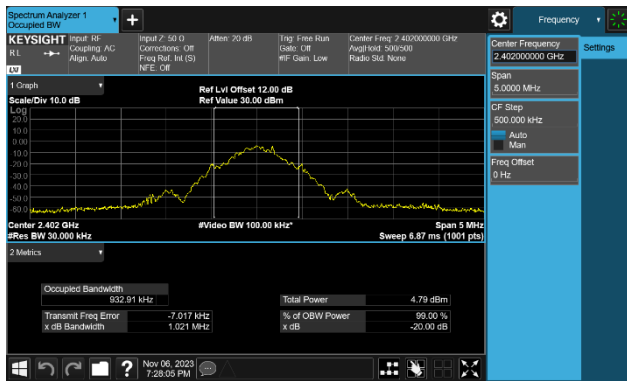 Spectrum Analyzer 1
Occupied BW
+
Frequency
KEYSIGHT
RL
Input: RF
Coupling: AC
Align: Auto
Input Z: 50 Ω
Corrections: Off
Freq Ref: Int (S)
NFE: Off
Atten: 20 dB
Trig: Free Run
Gate: Off
#IF Gain: Low
Center Freq: 2.402000000 GHz
Avg|Hold: 500/500
Radio Std: None
LXI
Center Frequency
2.402000000 GHz
Settings
Span
5.0000 MHz
CF Step
500.000 kHz
Auto
Man
Freq Offset
0 Hz
1 Graph
Scale/Div 10.0 dB
Ref Lvl Offset 12.00 dB
Ref Value 30.00 dBm
Log
20.0
10.0
0.00
-10.0
-20.0
-30.0
-40.0
-50.0
-60.0
Center 2.402 GHz
#Video BW 100.00 kHz*
Span 5 MHz
#Res BW 30.000 kHz
Sweep 6.87 ms (1001 pts)
2 Metrics
Occupied Bandwidth
932.91 kHz
Total Power 4.79 dBm
Transmit Freq Error -7.017 kHz
% of OBW Power 99.00 %
x dB Bandwidth 1.021 MHz
x dB -20.00 dB
?
Nov 06, 2023
7:28:05 PM